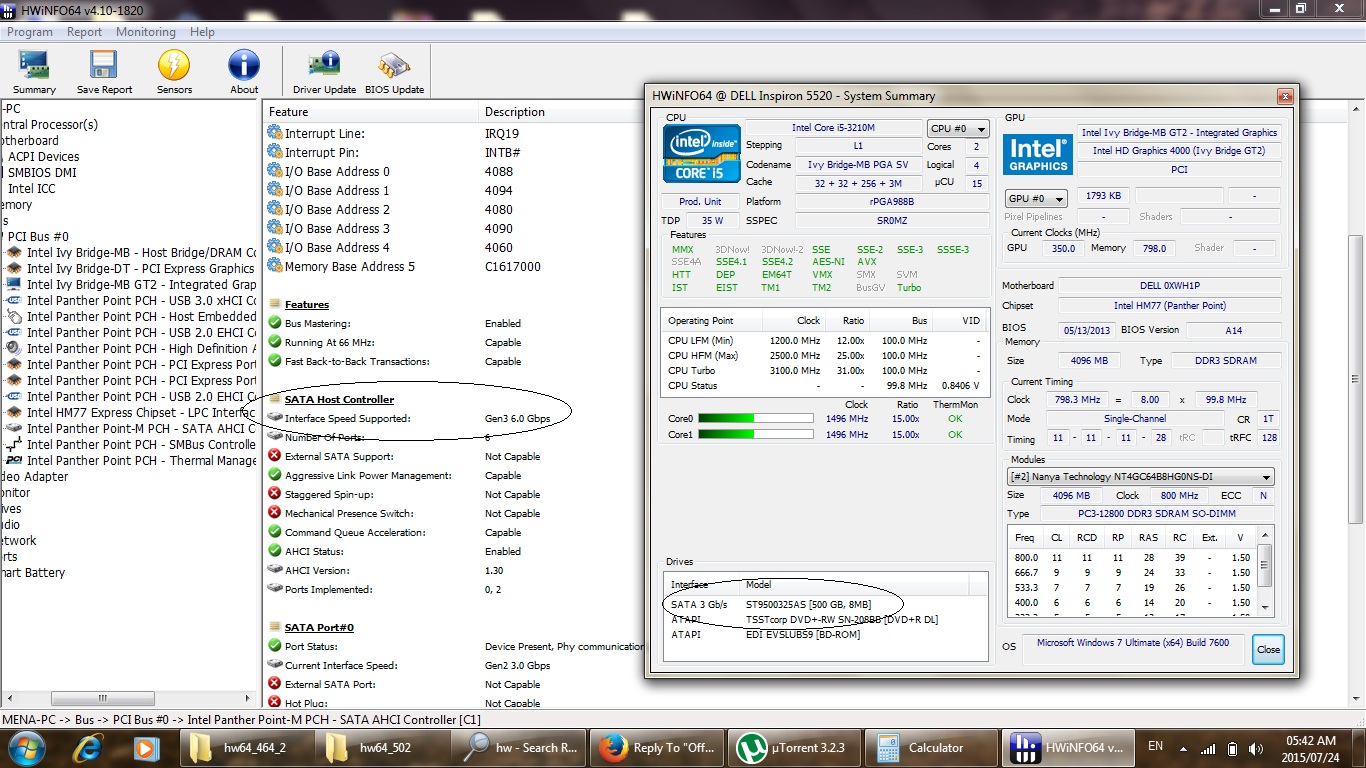 HWiNFO64 v4.10-1820
Program Report Monitoring Help
Summary Save Report Sensors About Driver Update BIOS Update
-PC
entral Processor(s)
otherboard
ACPI Devices
SMBIOS DMI
Intel ICC
emory
s
PCI Bus #0
Intel Ivy Bridge-MB - Host Bridge/DRAM Co
Intel Ivy Bridge-DT - PCI Express Graphics
Intel Ivy Bridge-MB GT2 - Integrated Grap
Intel Panther Point PCH - USB 3.0 xHCI Co
Intel Panther Point PCH - Host Embedded
Intel Panther Point PCH - USB 2.0 EHCI Co
Intel Panther Point PCH - High Definition A
Intel Panther Point PCH - PCI Express Port
Intel Panther Point PCH - PCI Express Port
Intel Panther Point PCH - USB 2.0 EHCI Co
Intel HM77 Express Chipset - LPC Interfac
Intel Panther Point-M PCH - SATA AHCI C
Intel Panther Point PCH - SMBus Controlle
Intel Panther Point PCH - Thermal Manage
deo Adapter
onitor
ives
udio
etwork
orts
mart Battery
Feature Description
Interrupt Line: IRQ19
Interrupt Pin: INTB#
I/O Base Address 0 4088
I/O Base Address 1 4094
I/O Base Address 2 4080
I/O Base Address 3 4090
I/O Base Address 4 4060
Memory Base Address 5 C1617000
Features
Bus Mastering: Enabled
Running At 66 MHz: Capable
Fast Back-to-Back Transactions: Capable
SATA Host Controller
Interface Speed Supported: Gen3 6.0 Gbps
Number Of Ports: 6
External SATA Support: Not Capable
Aggressive Link Power Management: Capable
Staggered Spin-up: Not Capable
Mechanical Presence Switch: Not Capable
Command Queue Acceleration: Capable
AHCI Status: Enabled
AHCI Version: 1.30
Ports Implemented: 0, 2
SATA Port#0
Port Status: Device Present, Phy communication
Current Interface Speed: Gen2 3.0 Gbps
External SATA Port: Not Capable
Hot Plug: Not Capable
HWiNFO64 @ DELL Inspiron 5520 - System Summary
CPU
intel inside™
CORE i5
Intel Core i5-3210M CPU #0
Stepping L1 Cores 2
Codename Ivy Bridge-MB PGA SV Logical 4
Cache 32 + 32 + 256 + 3M µCU 15
Prod. Unit Platform rPGA988B
TDP 35 W SSPEC SR0MZ
Features
MMX 3DNow! 3DNow!-2 SSE SSE-2 SSE-3 SSSE-3
SSE4A SSE4.1 SSE4.2 AES-NI AVX
HTT DEP EM64T VMX SMX SVM
IST EIST TM1 TM2 BusGV Turbo
Operating Point Clock Ratio Bus VID
CPU LFM (Min) 1200.0 MHz 12.00x 100.0 MHz -
CPU HFM (Max) 2500.0 MHz 25.00x 100.0 MHz -
CPU Turbo 3100.0 MHz 31.00x 100.0 MHz -
CPU Status - - 99.8 MHz 0.8406 V
Clock Ratio ThermMon
Core0 1496 MHz 15.00x OK
Core1 1496 MHz 15.00x OK
Drives
Interface Model
SATA 3 Gb/s ST9500325AS [500 GB, 8MB]
ATAPI TSSTcorp DVD+-RW SN-208BB [DVD+R DL]
ATAPI EDI EVSLUBS9 [BD-ROM]
GPU
Intel
GRAPHICS
Intel Ivy Bridge-MB GT2 - Integrated Graphics
Intel HD Graphics 4000 (Ivy Bridge GT2)
PCI
GPU #0 1793 KB -
Pixel Pipelines - Shaders -
Current Clocks (MHz)
GPU 350.0 Memory 798.0 Shader -
Motherboard DELL 0XWH1P
Chipset Intel HM77 (Panther Point)
BIOS 05/13/2013 BIOS Version A14
Memory
Size 4096 MB Type DDR3 SDRAM
Current Timing
Clock 798.3 MHz = 8.00 x 99.8 MHz
Mode Single-Channel CR 1T
Timing 11 - 11 - 11 - 28 tRC tRFC 128
Modules
[#2] Nanya Technology NT4GC64B8HG0NS-DI
Size 4096 MB Clock 800 MHz ECC N
Type PC3-12800 DDR3 SDRAM SO-DIMM
Freq CL RCD RP RAS RC Ext. V
800.0 11 11 11 28 39 - 1.50
666.7 9 9 9 24 33 - 1.50
533.3 7 7 7 19 26 - 1.50
400.0 6 6 6 14 20 - 1.50
OS Microsoft Windows 7 Ultimate (x64) Build 7600 Close
MENA-PC -> Bus -> PCI Bus #0 -> Intel Panther Point-M PCH - SATA AHCI Controller [C1]
hw64_464_2 hw64_502 hw - Search R... Reply To "Off... µTorrent 3.2.3 Calculator HWiNFO64 v... EN 05:42 AM
2015/07/24